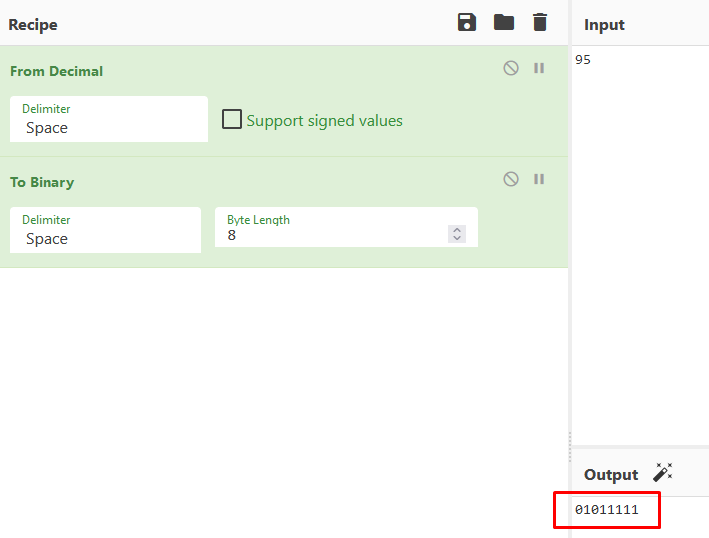 Recipe
From Decimal
Delimiter
Space
Support signed values
To Binary
Delimiter
Space
Byte Length
8
Input
95
Output
01011111